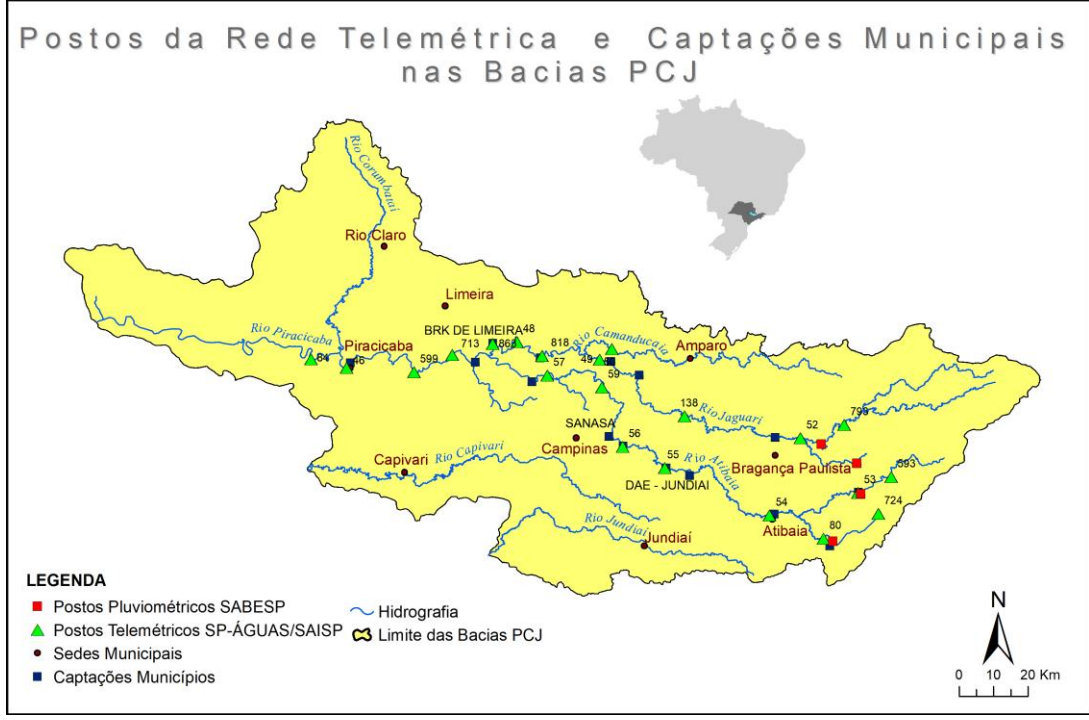 Postos da Rede Telemétrica e Captações Municipais
nas Bacias PCJ
Rio Corumbataí
Rio Claro
Limeira
BRK DE LIMEIRA
48
Rio Camanducaia
Rio Piracicaba
Piracicaba
713
868
818
Amparo
64
46
599
57
49
59
138
Rio Jaguari
52
799
SANASA
56
Campinas
Rio Capivari
Capivari
55
Rio Atibaia
Bragança Paulista
593
DAE - JUNDIAI
53
54
724
Rio Jundiaí
Jundiaí
Atibaia
80
LEGENDA
Postos Pluviométricos SABESP
Postos Telemétricos SP-ÁGUAS/SAISP
Sedes Municipais
Captações Municípios
Hidrografia
Limite das Bacias PCJ
N
0 10 20 Km